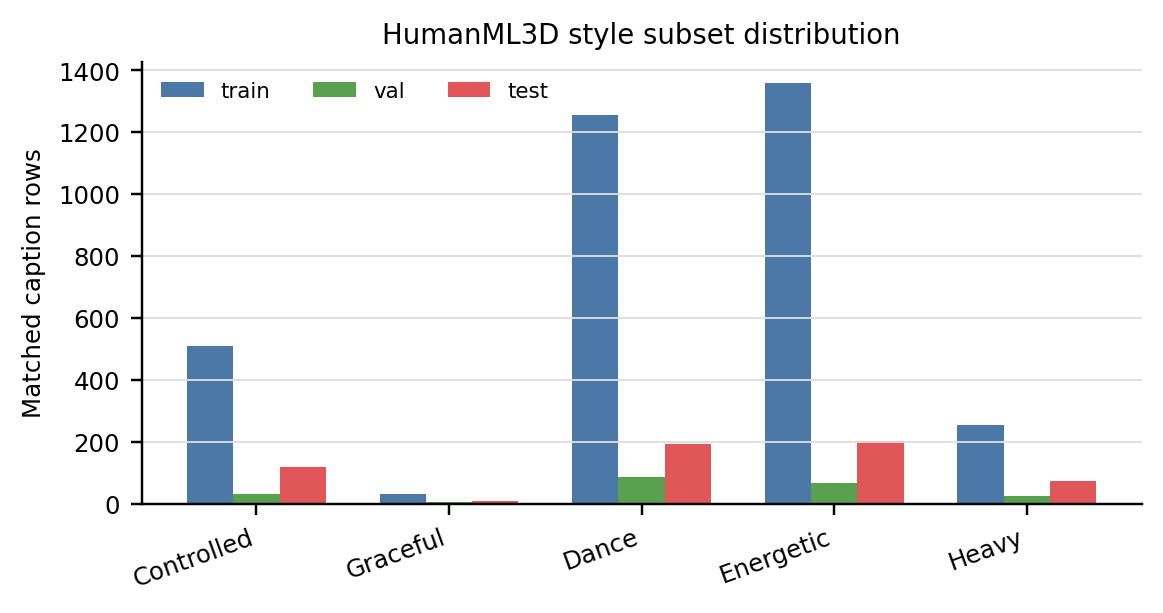 HumanML3D style subset distribution
train val test
Matched caption rows
1400
1200
1000
800
600
400
200
0
Controlled Graceful Dance Energetic Heavy